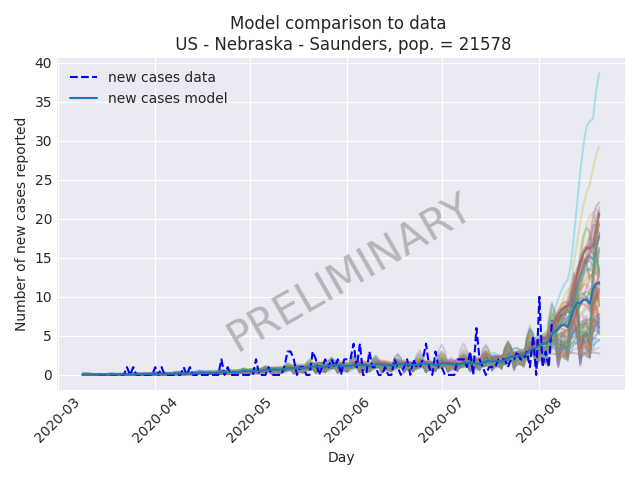 Model comparison to data
US - Nebraska - Saunders, pop. = 21578
new cases data
new cases model
PRELIMINARY
Number of new cases reported
40
35
30
25
20
15
10
5
0
2020-03
2020-04
2020-05
2020-06
2020-07
2020-08
Day